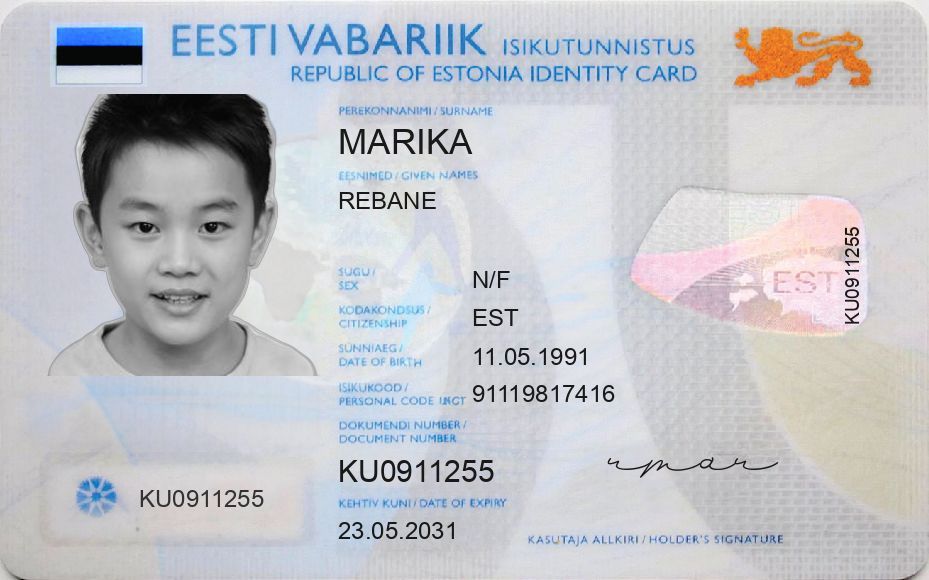 EESTI VABARIIK ISIKUTUNNISTUS
REPUBLIC OF ESTONIA IDENTITY CARD
PEREKONNANIMI / SURNAME
MARIKA
EESNIMED / GIVEN NAMES
REBANE
SUGU /
SEX
N/F
KODAKONDSUS /
CITIZENSHIP
EST
SÜNNIAEG /
DATE OF BIRTH
11.05.1991
ISIKUKOOD /
PERSONAL CODE
91119817416
DOKUMENDI NUMBER /
DOCUMENT NUMBER
KU0911255
KEHTIV KUNI / DATE OF EXPIRY
23.05.2031
KU0911255
EST
KU0911255
KASUTAJA ALLKIRI / HOLDER'S SIGNATURE